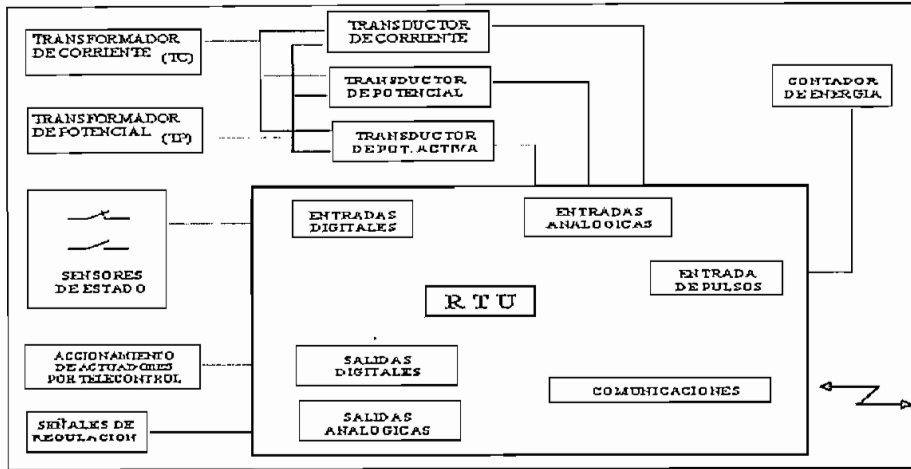 TRANSFORMADOR
DE CORRIENTE (TC)
TRANSDUCTOR
DE CORRIENTE
TRANSDUCTOR
DE POTENCIAL
CONTADOR
DE ENERGIA
TRANSFORMADOR
DE POTENCIAL (TP)
TRANSDUCTOR
DE POT. ACTIVA
ENTRADAS
DIGITALES
ENTRADAS
ANALOGICAS
SENSORES
DE ESTADO
ENTRADA
DE PULSOS
RTU
ACCIONAMIENTO
DE ACTUADORES
POR TELECONTROL
SALIDAS
DIGITALES
COMUNICACIONES
SEÑALES DE
REGULACION
SALIDAS
ANALOGICAS